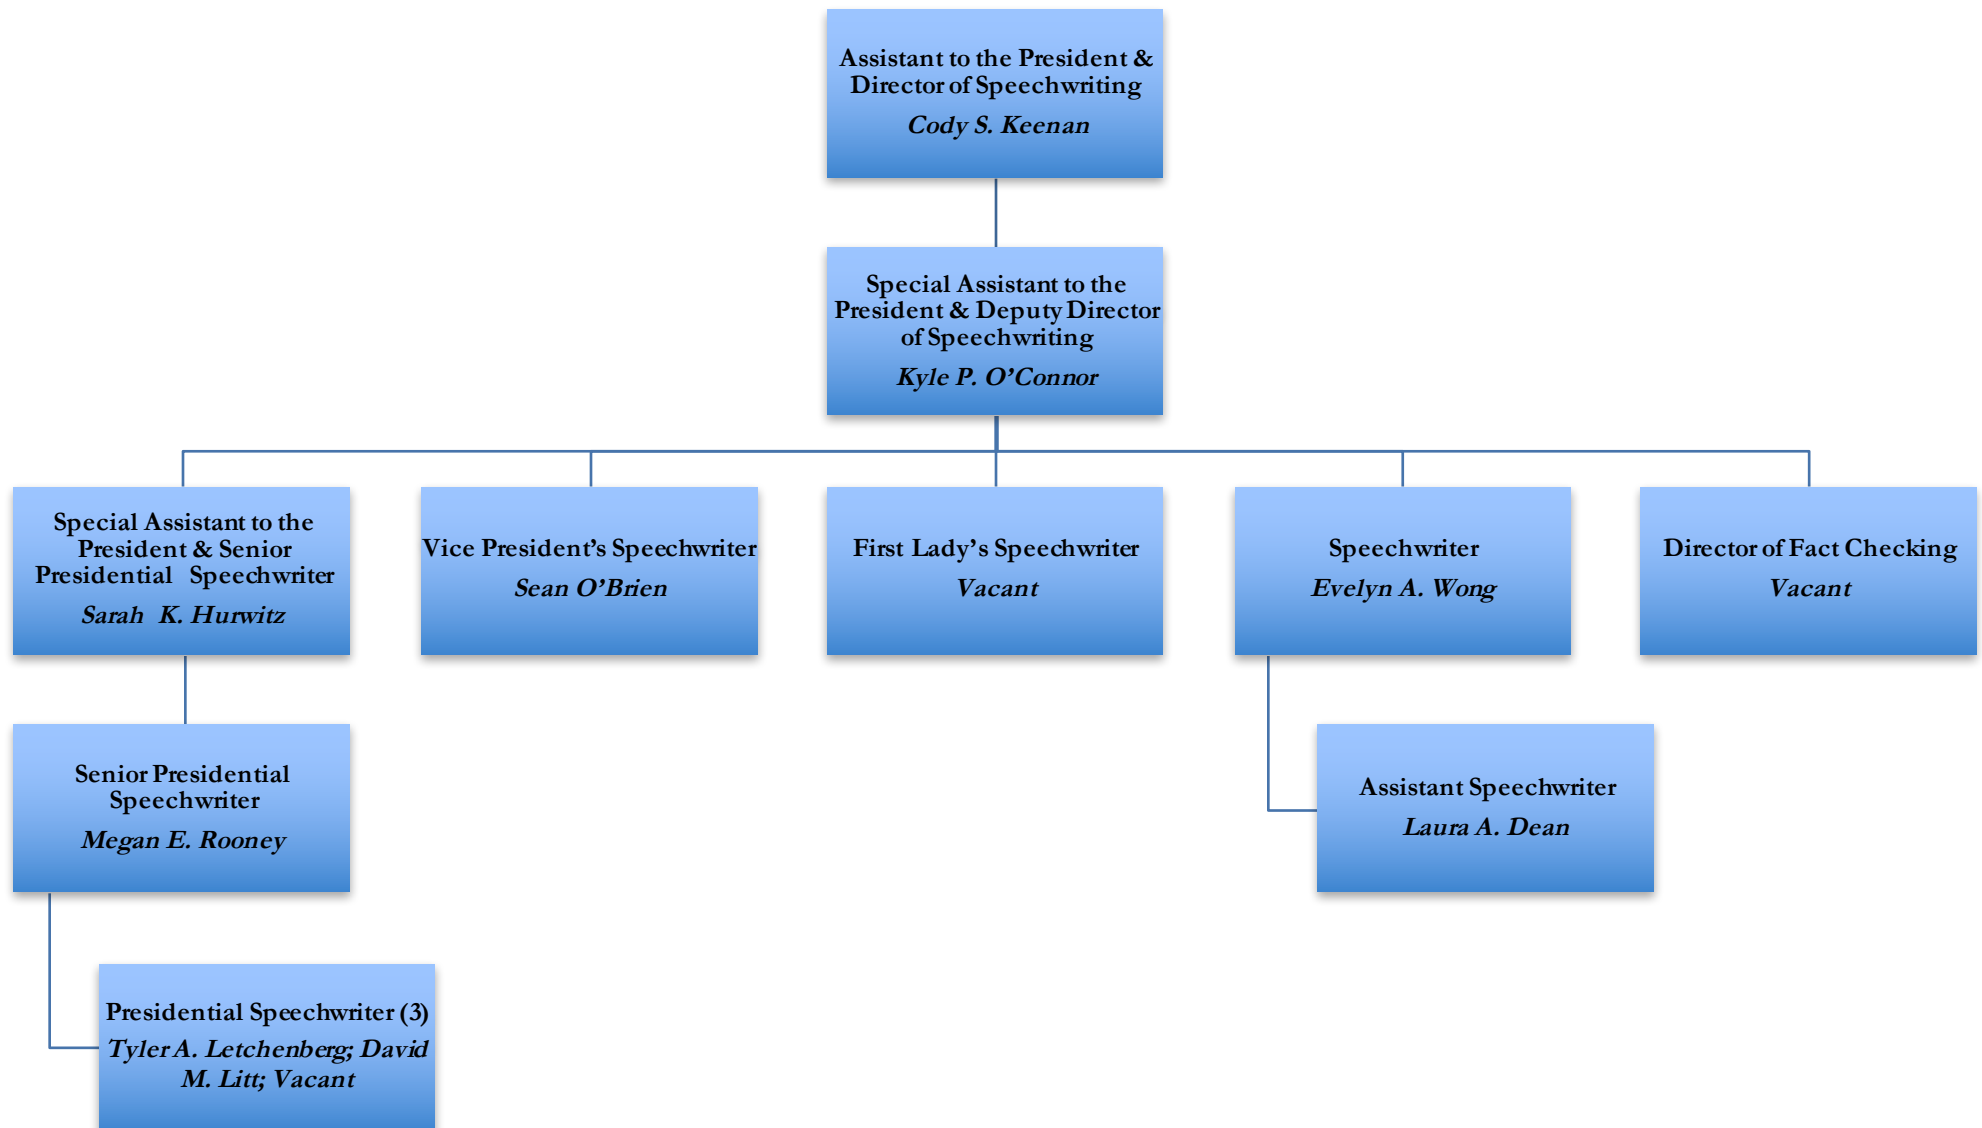 Assistant to the President &
Director of Speechwriting
Cody S. Keenan
Special Assistant to the
President & Deputy Director
of Speechwriting
Kyle P. O’Connor
Special Assistant to the
President & Senior
Presidential Speechwriter
Sarah K. Hurwitz
Vice President’s Speechwriter
Sean O’Brien
First Lady’s Speechwriter
Vacant
Speechwriter
Evelyn A. Wong
Director of Fact Checking
Vacant
Senior Presidential
Speechwriter
Megan E. Rooney
Assistant Speechwriter
Laura A. Dean
Presidential Speechwriter (3)
Tyler A. Letchenberg; David
M. Litt; Vacant